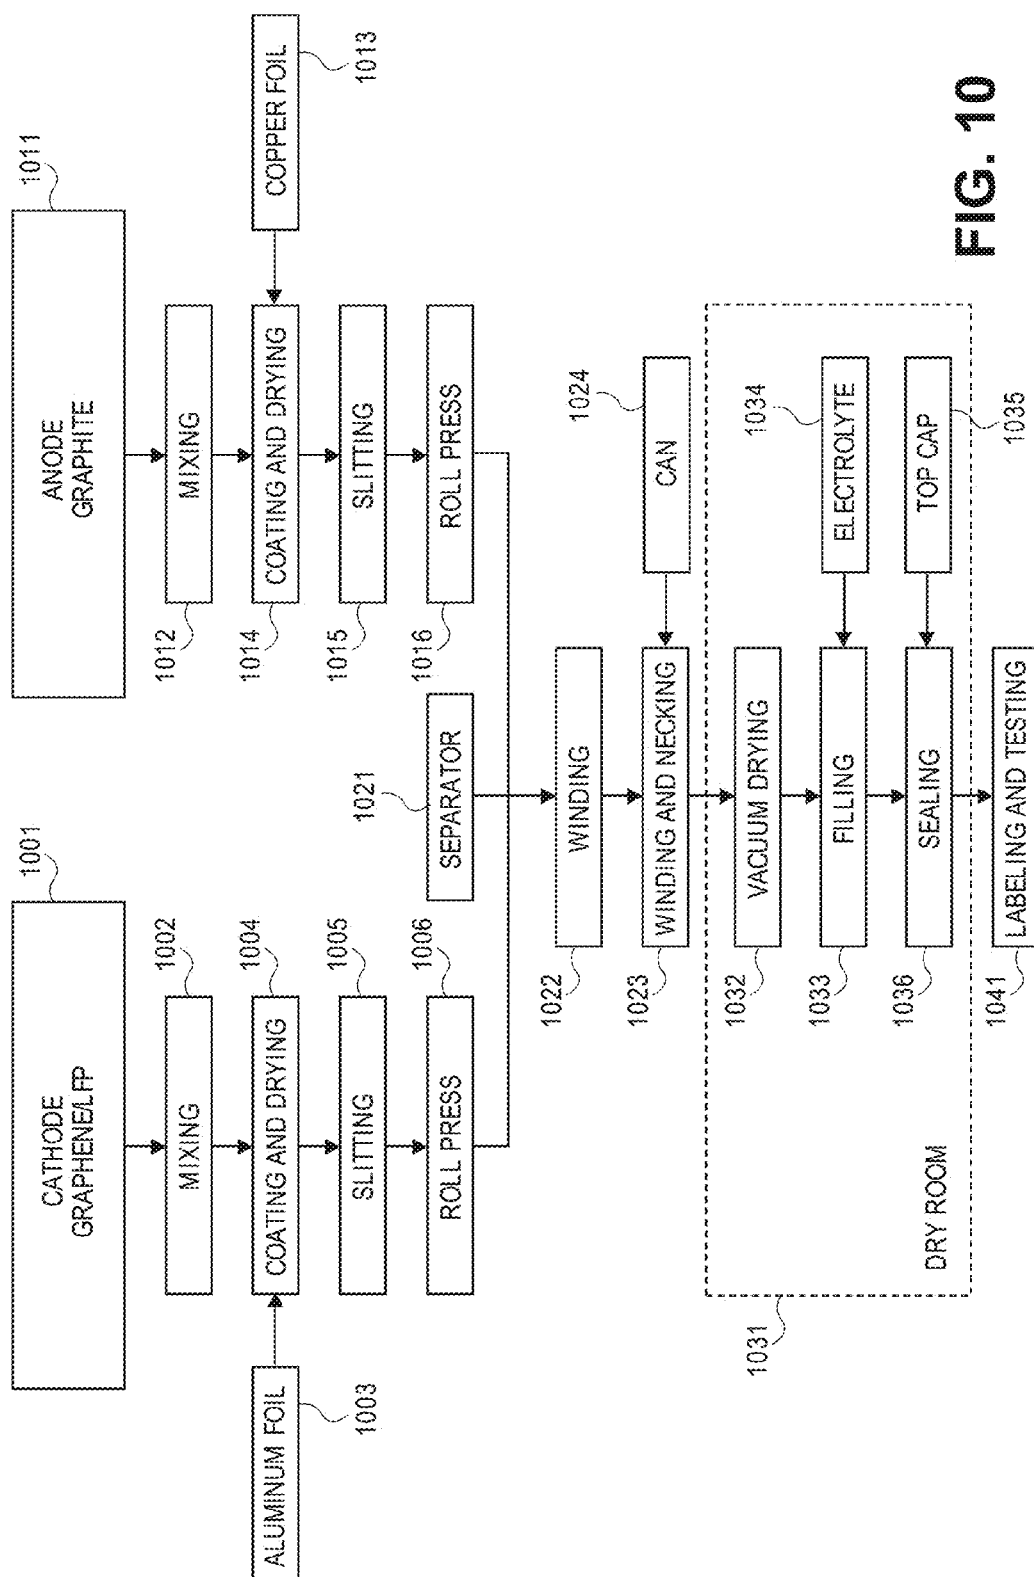 CATHODE
GRAPHENE/LFP
1001
ANODE
GRAPHITE
1011
MIXING
1002
MIXING
1012
ALUMINUM FOIL
1003
COATING AND DRYING
1004
COATING AND DRYING
1014
COPPER FOIL
1013
SLITTING
1005
SLITTING
1015
ROLL PRESS
1006
SEPARATOR
1021
ROLL PRESS
1016
WINDING
1022
WINDING AND NECKING
1023
CAN
1024
DRY ROOM
1031
VACUUM DRYING
1032
FILLING
1033
ELECTROLYTE
1034
SEALING
1036
TOP CAP
1035
LABELING AND TESTING
1041
FIG. 10